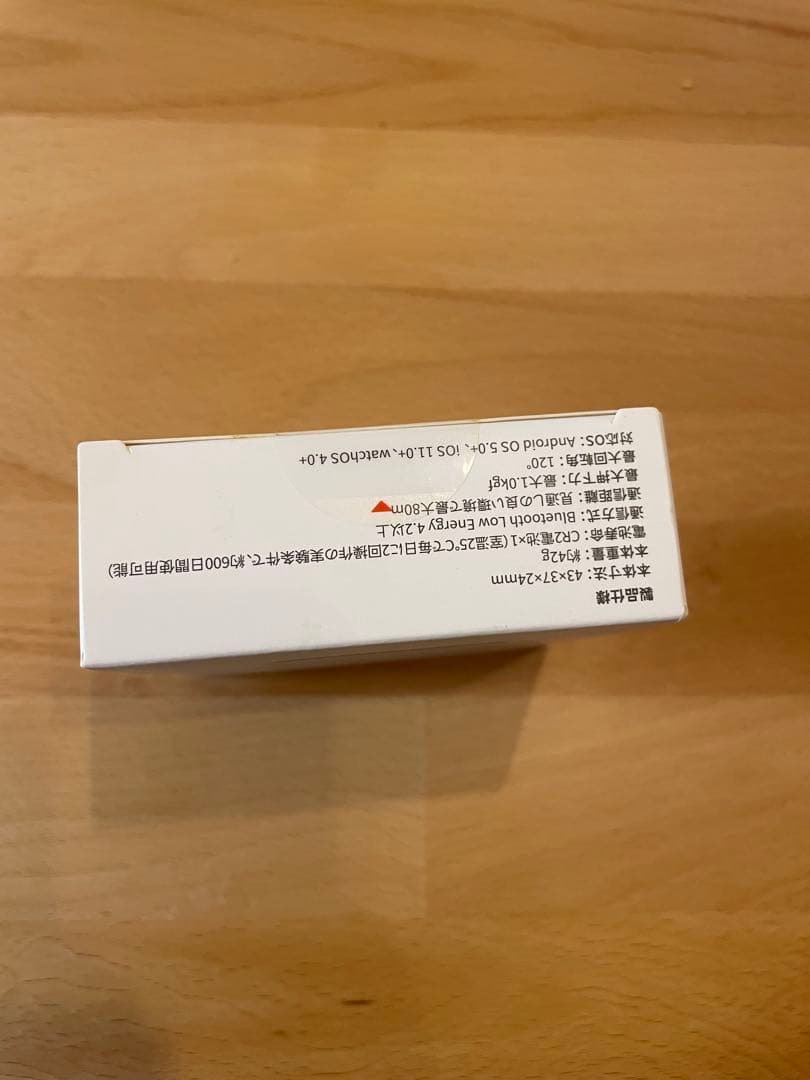 製品仕様
本体寸法：43×37×24mm
本体重量：約42g
電池寿命：CR2電池×1（室温25℃で毎日に2回操作の実験条件で、約600日間使用可能）
通信方式：Bluetooth Low Energy 4.2以上
通信距離：見通しの良い環境で最大80m
最大押下力：最大1.0kgf
最大回転角：120°
対応OS：Android OS 5.0+、iOS 11.0+、watchOS 4.0+